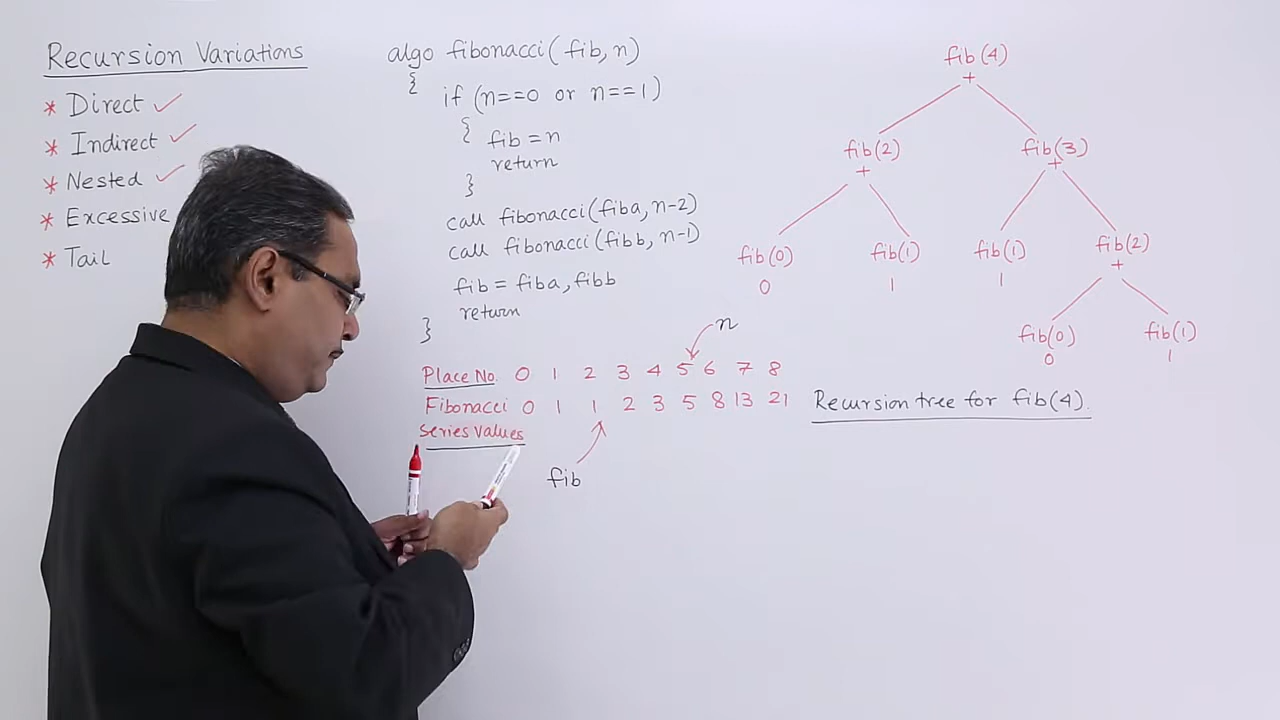 Recursion Variations
* Direct ✓
* Indirect ✓
* Nested ✓
* Excessive
* Tail
algo fibonacci(fib, n)
{
if (n==0 or n==1)
{ fib = n
return
}
call fibonacci(fiba, n-2)
call fibonacci(fibb, n-1)
fib = fiba, fibb
return
}
n
Place No. 0 1 2 3 4 5 6 7 8
Fibonacci 0 1 1 2 3 5 8 13 21
series values
fib
fib(4)
+
fib(2) fib(3)
+ +
fib(0) fib(1) fib(1) fib(2)
0 1 1 +
fib(0) fib(1)
0 1
Recursion tree for fib(4).